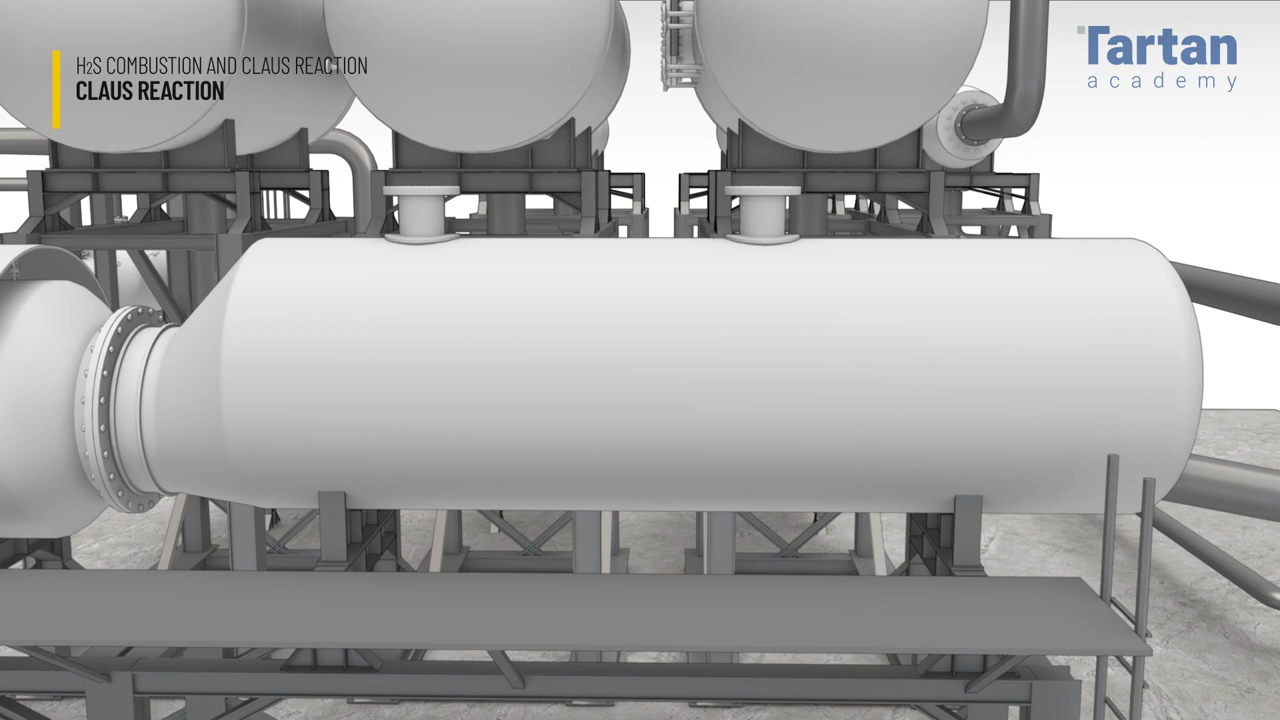 H₂S COMBUSTION AND CLAUS REACTION
CLAUS REACTION
Tartan
academy